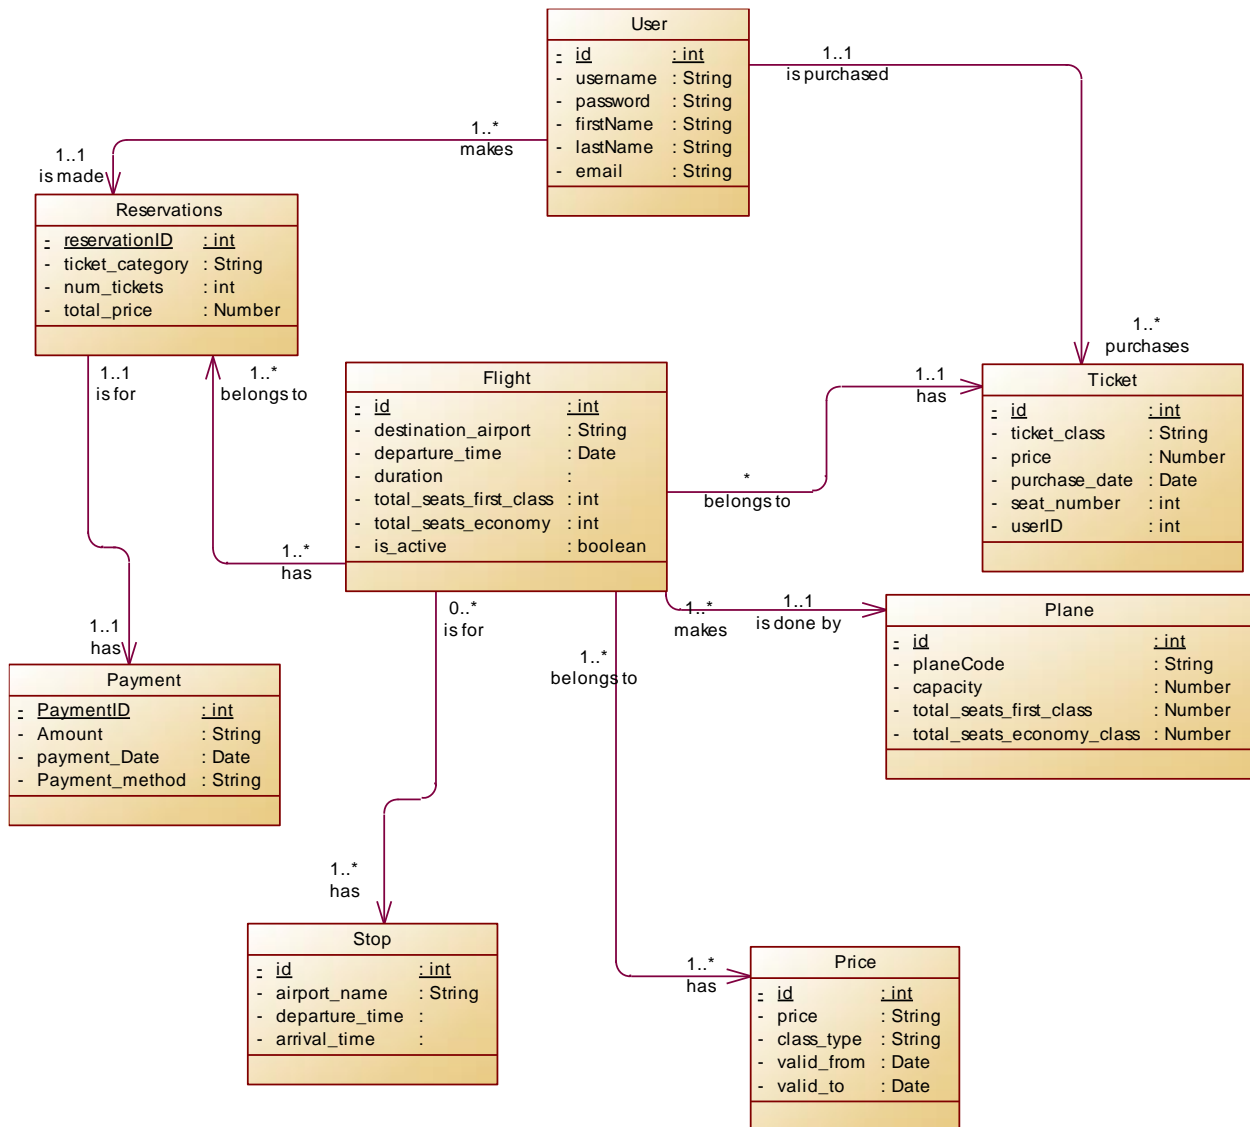 User
- id : int
- username : String
- password : String
- firstName : String
- lastName : String
- email : String
1..1
is purchased
1..*
makes
1..1
is made
Reservations
- reservationID : int
- ticket_category : String
- num_tickets : int
- total_price : Number
1..*
purchases
1..1
is for
1..*
belongs to
Flight
- id : int
- destination_airport : String
- departure_time : Date
- duration :
- total_seats_first_class : int
- total_seats_economy : int
- is_active : boolean
1..1
has
Ticket
- id : int
- ticket_class : String
- price : Number
- purchase_date : Date
- seat_number : int
- userID : int
*
belongs to
1..*
has
0..*
is for
1..*
makes
1..1
is done by
Plane
- id : int
- planeCode : String
- capacity : Number
- total_seats_first_class : Number
- total_seats_economy_class : Number
1..1
has
1..*
belongs to
Payment
- PaymentID : int
- Amount : String
- payment_Date : Date
- Payment_method : String
1..*
has
Stop
- id : int
- airport_name : String
- departure_time :
- arrival_time :
1..*
has
Price
- id : int
- price : String
- class_type : String
- valid_from : Date
- valid_to : Date